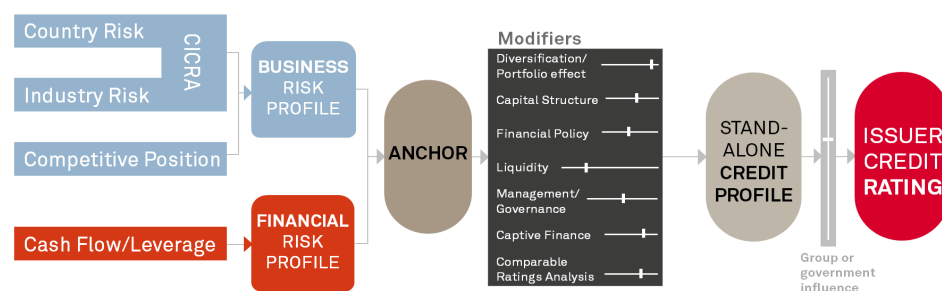 Country Risk
CICRA
Industry Risk
Competitive Position
Cash Flow/Leverage
BUSINESS
RISK
PROFILE
FINANCIAL
RISK
PROFILE
ANCHOR
Modifiers
Diversification/
Portfolio effect
Capital Structure
Financial Policy
Liquidity
Management/
Governance
Captive Finance
Comparable
Ratings Analysis
STAND-
ALONE
CREDIT
PROFILE
Group or
government
influence
ISSUER
CREDIT
RATING